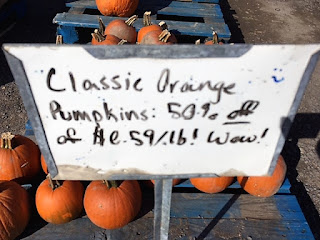 Classic Orange
Pumpkins: 50% off
of $0.59/lb! Wow!